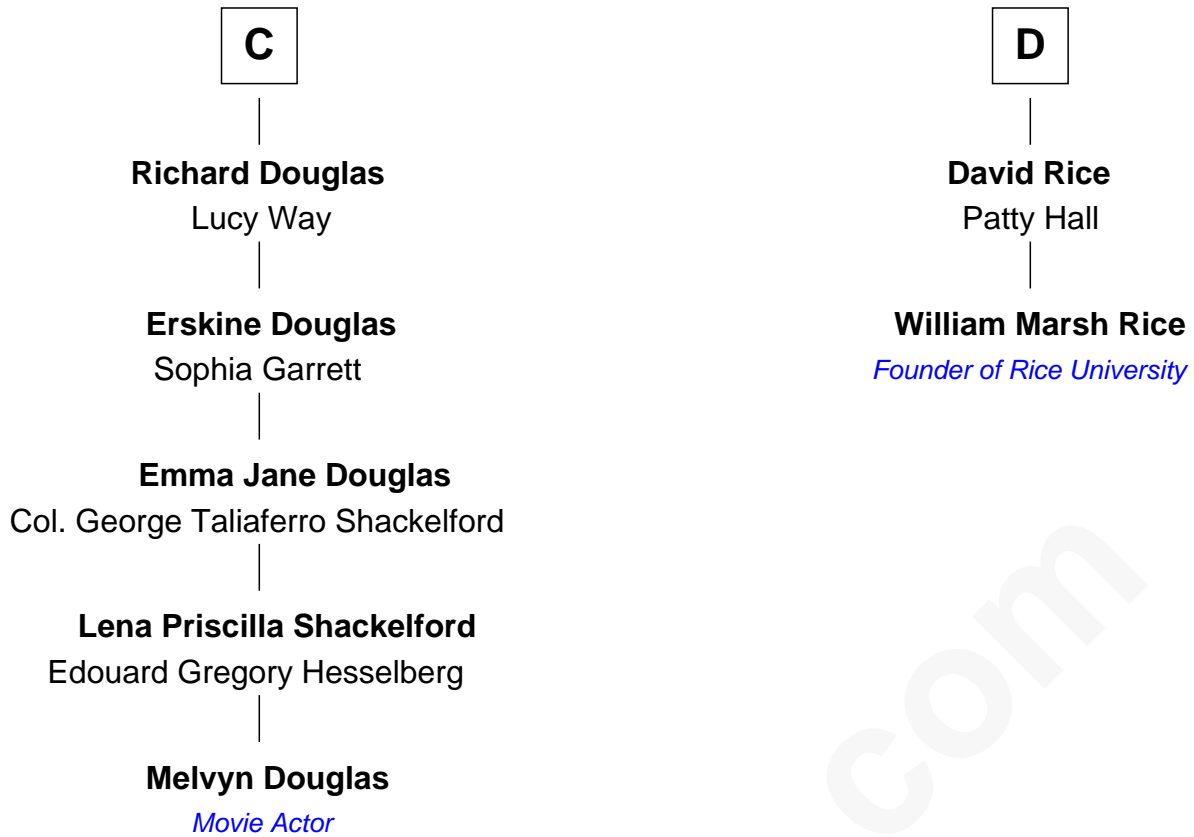 C
Richard Douglas
Lucy Way
Erskine Douglas
Sophia Garrett
Emma Jane Douglas
Col. George Taliaferro Shackelford
Lena Priscilla Shackelford
Edouard Gregory Hesselberg
Melvyn Douglas
Movie Actor
D
David Rice
Patty Hall
William Marsh Rice
Founder of Rice University
com